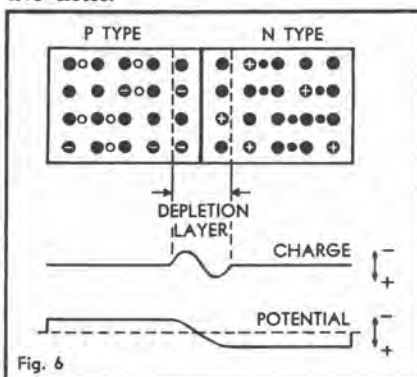 P TYPE N TYPE
DEPLETION
LAYER
CHARGE
-
+
POTENTIAL
-
+
Fig. 6